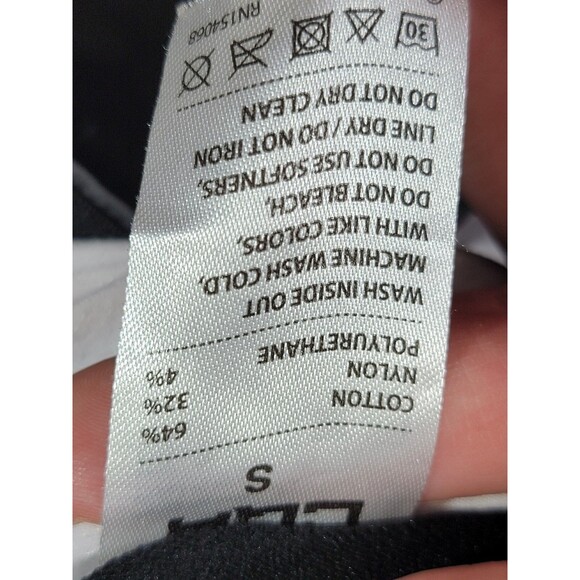 S
COTTON 64%
NYLON 32%
POLYURETHANE 4%
WASH INSIDE OUT
MACHINE WASH COLD,
WITH LIKE COLORS,
DO NOT BLEACH,
DO NOT USE SOFTNERS,
LINE DRY / DO NOT IRON
DO NOT DRY CLEAN
30
RN154068